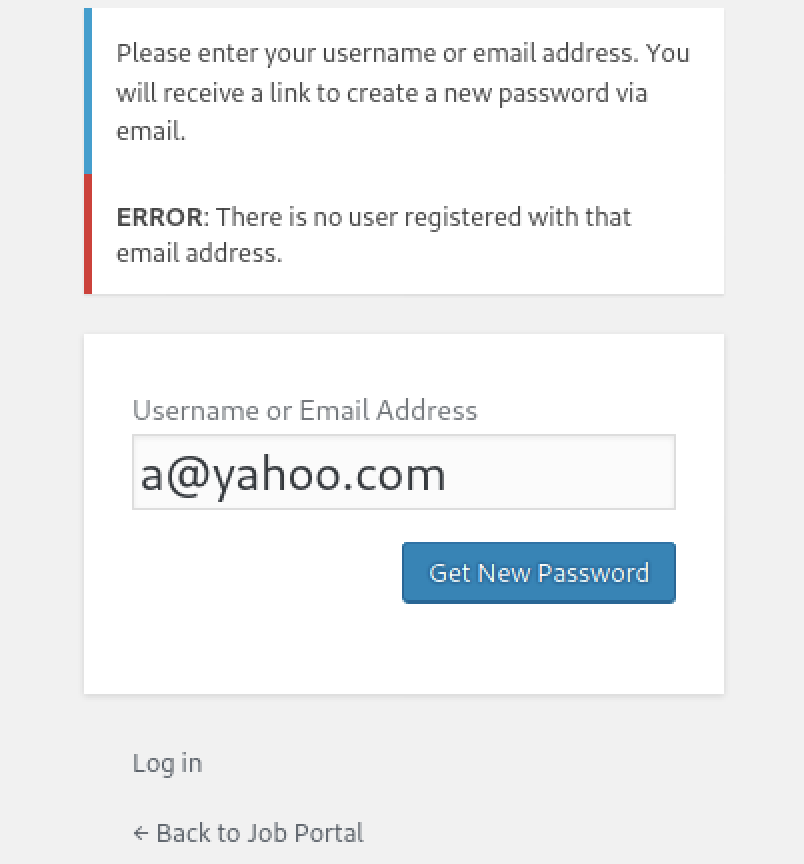 Please enter your username or email address. You
will receive a link to create a new password via
email.
ERROR: There is no user registered with that
email address.
Username or Email Address
a@yahoo.com
Get New Password
Log in
← Back to Job Portal